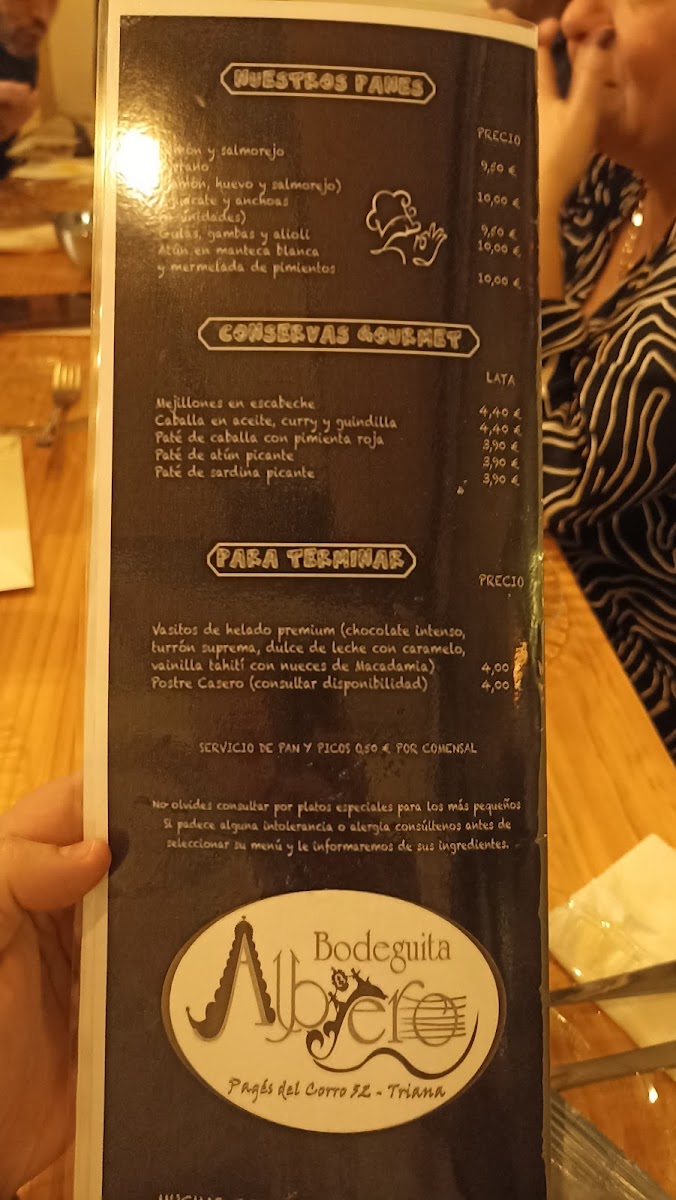 NUESTROS PANES
PRECIO
y salmorejo
9,50 €
huevo y salmorejo)
10,00 €
y anchoas
unidades)
9,50 €
Gulas, gambas y alioli
10,00 €
Atún en manteca blanca
y mermelada de pimientos
10,00 €
CONSERVAS GOURMET
LATA
Mejillones en escabeche 4,40 €
Caballa en aceite, curry y guindilla 4,40 €
Paté de caballa con pimienta roja 3,90 €
Paté de atún picante 3,90 €
Paté de sardina picante 3,90 €
PARA TERMINAR
PRECIO
Vasitos de helado premium (chocolate intenso,
turrón suprema, dulce de leche con caramelo,
vainilla tahití con nueces de Macadamia) 4,00
Postre Casero (consultar disponibilidad) 4,00
SERVICIO DE PAN Y PICOS 0,50 € POR COMENSAL
No olvides consultar por platos especiales para los más pequeños
Si padece alguna intolerancia o alergia consúltenos antes de
seleccionar su menú y le informaremos de sus ingredientes.
Bodeguita
Albero
Pagés del Corro 32 - Triana